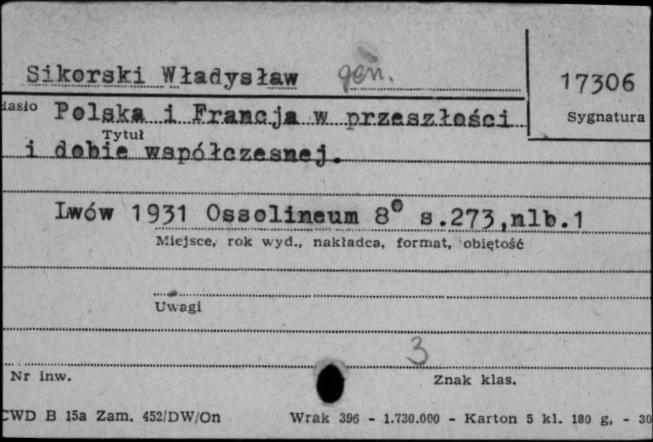 Sikorski Władysław gen.
17306
Hasło Polska i Francja w przeszłości
Sygnatura
Tytuł
i dobie współczesnej.
Lwów 1931 Ossolineum 8° s.273,nlb.1
Miejsce, rok wyd., nakładca, format, objętość
Uwagi
3
Nr inw.
Znak klas.
CWD B 15a Zam. 452/DW/On Wrak 396 - 1.730.000 - Karton 5 kl. 180 g, - 30